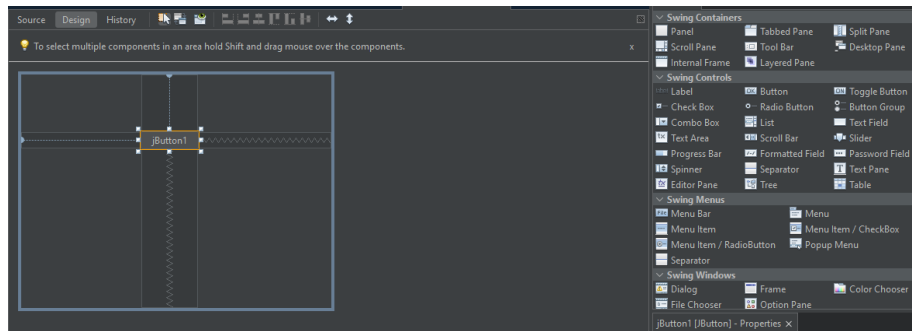 Source Design History
To select multiple components in an area hold Shift and drag mouse over the components. x
jButton1
Swing Containers
Panel Tabbed Pane Split Pane
Scroll Pane Tool Bar Desktop Pane
Internal Frame Layered Pane
Swing Controls
Label Button Toggle Button
Check Box Radio Button Button Group
Combo Box List Text Field
Text Area Scroll Bar Slider
Progress Bar Formatted Field Password Field
Spinner Separator Text Pane
Editor Pane Tree Table
Swing Menus
Menu Bar Menu
Menu Item Menu Item / CheckBox
Menu Item / RadioButton Popup Menu
Separator
Swing Windows
Dialog Frame Color Chooser
File Chooser Option Pane
jButton1 [JButton] - Properties ×